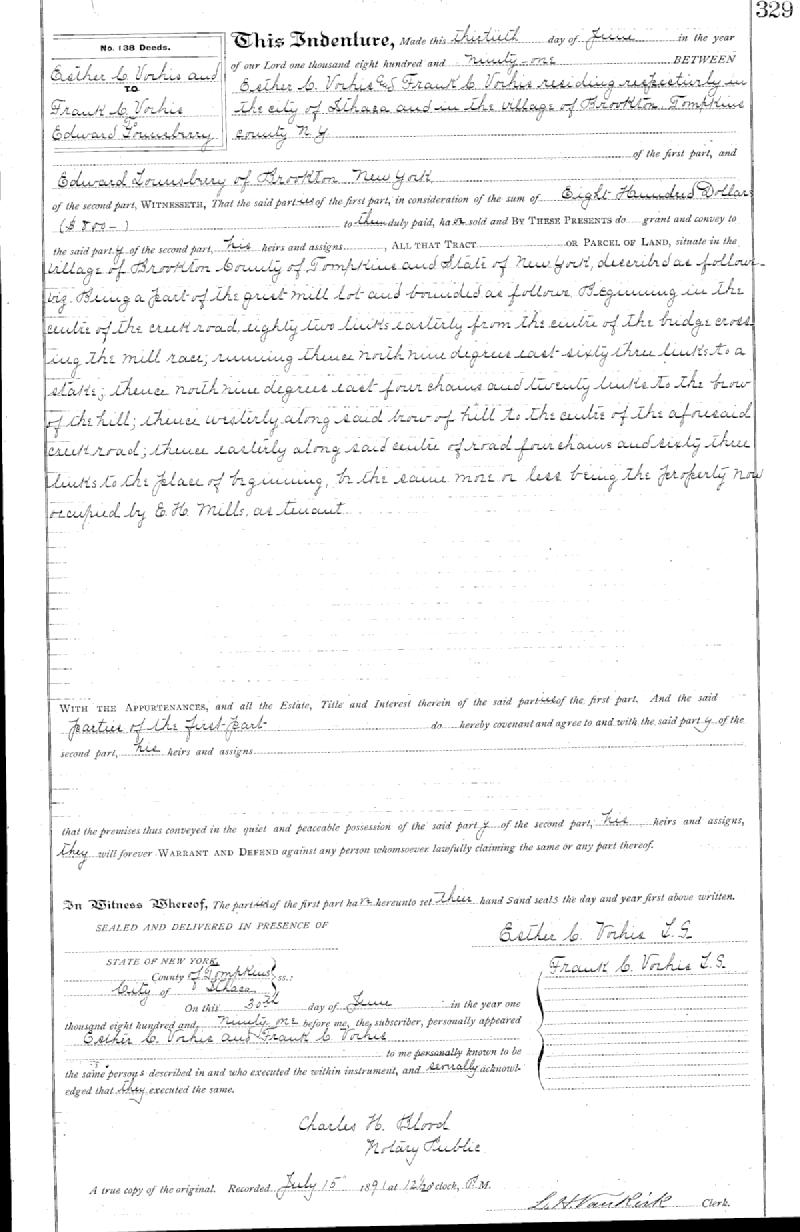 329
No. 138 Deeds.
Esther C. Vorhis and
Frank C. Vorhis
TO
Edward Lounsberry
This Indenture, Made this thirtieth day of June in the year
of our Lord one thousand eight hundred and ninety-one BETWEEN
Esther C. Vorhis & Frank C. Vorhis residing respectively in
the city of Ithaca and in the village of Brookton, Tompkins
county N.Y.
of the first part, and
Edward Lounsbery of Brookton New York
of the second part, WITNESSETH, That the said parties of the first part, in consideration of the sum of Eight Hundred Dollars
($800-) to them duly paid, have sold and BY THESE PRESENTS do grant and convey to
the said party of the second part, his heirs and assigns, ALL THAT TRACT OR PARCEL OF LAND, situate in the
village of Brookton County of Tompkins and State of New York, described as follows
viz. Being a part of the grist mill lot and bounded as follows. Beginning in the
centre of the creek road, eighty two links easterly from the centre of the bridge cross
ing the mill race; running thence north nine degrees east sixty three links to a
stake; thence north nine degrees east four chains and twenty links to the brow
of the hill; thence westerly along said brow of hill to the centre of the aforesaid
creek road; thence easterly along said centre of road four chains and sixty three
links to the place of beginning, be the same more or less being the property now
occupied by E. H. Mills, as tenant
WITH THE APPURTENANCES, and all the Estate, Title and Interest therein of the said parties of the first part. And the said
parties of the first part do hereby covenant and agree to and with the said party of the
second part, his heirs and assigns
that the premises thus conveyed in the quiet and peaceable possession of the said party of the second part, his heirs and assigns,
they will forever WARRANT AND DEFEND against any person whomsoever lawfully claiming the same or any part thereof.
In Witness Whereof, The parties of the first part have hereunto set their hands and seals the day and year first above written.
SEALED AND DELIVERED IN PRESENCE OF
Esther C. Vorhis L.S.
Frank C. Vorhis L.S.
STATE OF NEW YORK,
County of Tompkins ss.:
City of Ithaca
On this 30th day of June in the year one
thousand eight hundred and ninety one before me, the subscriber, personally appeared
Esther C. Vorhis and Frank C. Vorhis
to me personally known to be
the same persons described in and who executed the within instrument, and severally acknowl-
edged that they executed the same.
Charles H. Blood
Notary Public
A true copy of the original. Recorded July 15 1891 at 12 o'clock, P.M.
L. H. Van Kirk Clerk.